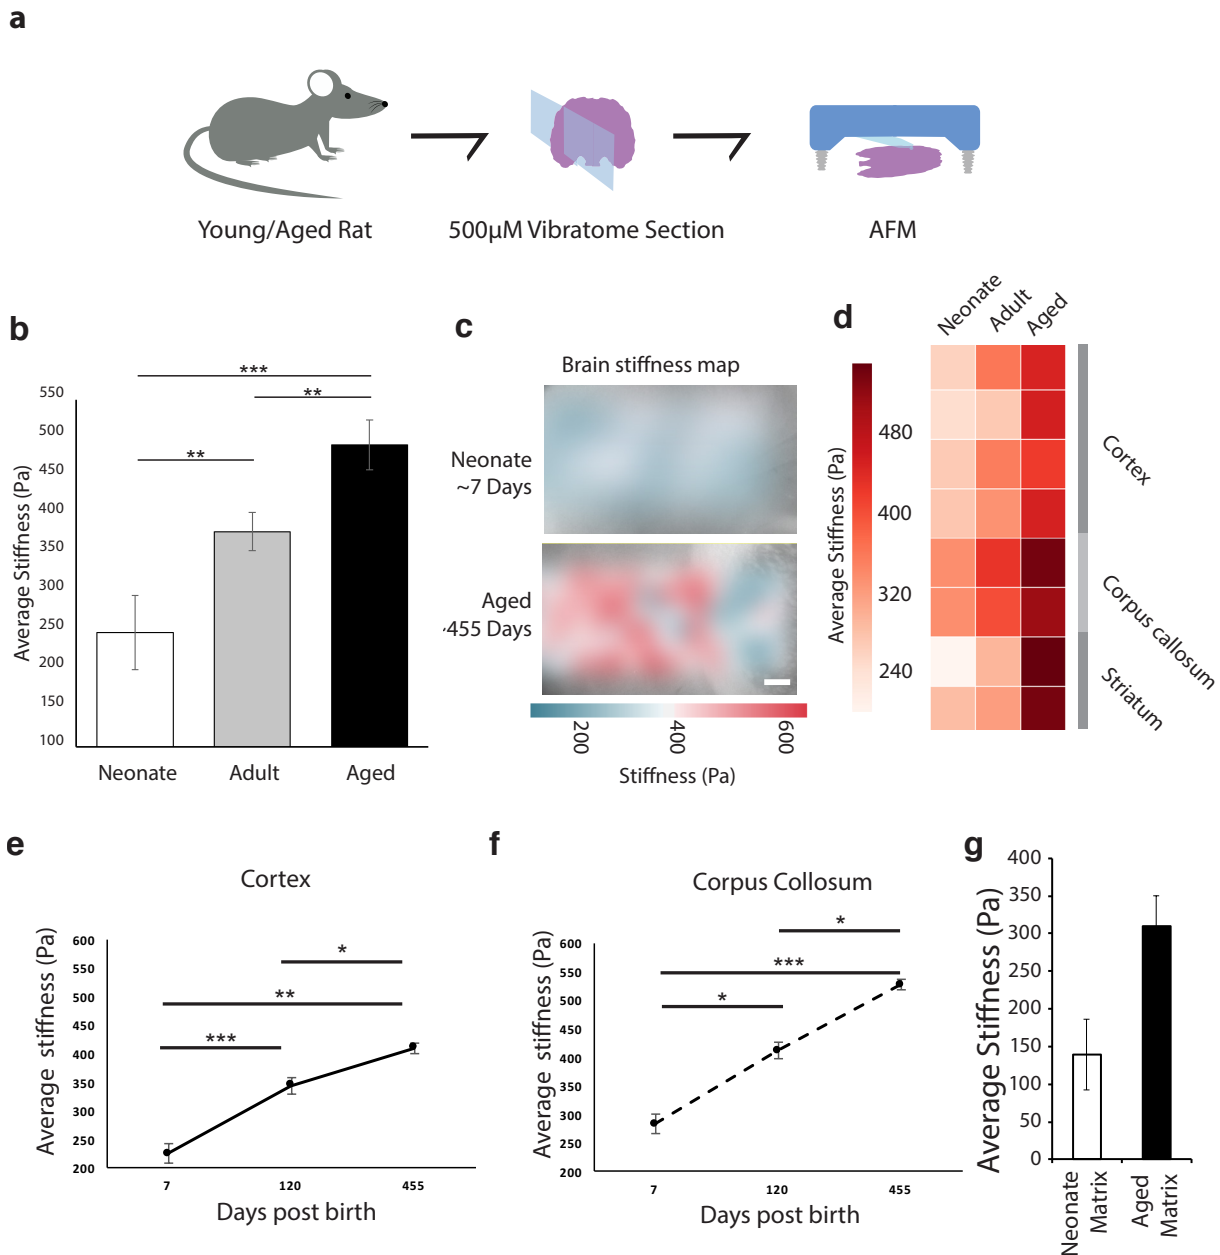 a
Young/Aged Rat
500µM Vibratome Section
AFM
b
***
**
**
550
500
450
400
350
300
250
200
150
100
Average Stiffness (Pa)
Neonate
Adult
Aged
c
Brain stiffness map
Neonate
~7 Days
Aged
~455 Days
200
400
600
Stiffness (Pa)
d
Neonate
Adult
Aged
Average Stiffness (Pa)
480
400
320
240
Cortex
Corpus callosum
Striatum
e
Cortex
Average stiffness (Pa)
600
550
500
450
400
350
300
250
200
*
**
***
7
120
455
Days post birth
f
Corpus Collosum
Average stiffness (Pa)
600
550
500
450
400
350
300
250
200
*
***
*
7
120
455
Days post birth
g
Average Stiffness (Pa)
400
350
300
250
200
150
100
50
0
Neonate
Matrix
Aged
Matrix